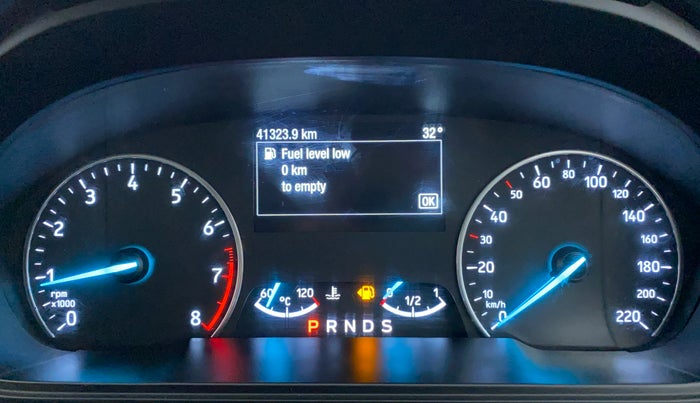 41323.9 km 32°
Fuel level low
0 km
to empty
OK
0 1 2 3 4 5 6 7 8
rpm
x1000
60 °C 120
0 1/2 1
P R N D S
0 10 20 30 40 50 60 80 100 120 140 160 180 200 220
km/h